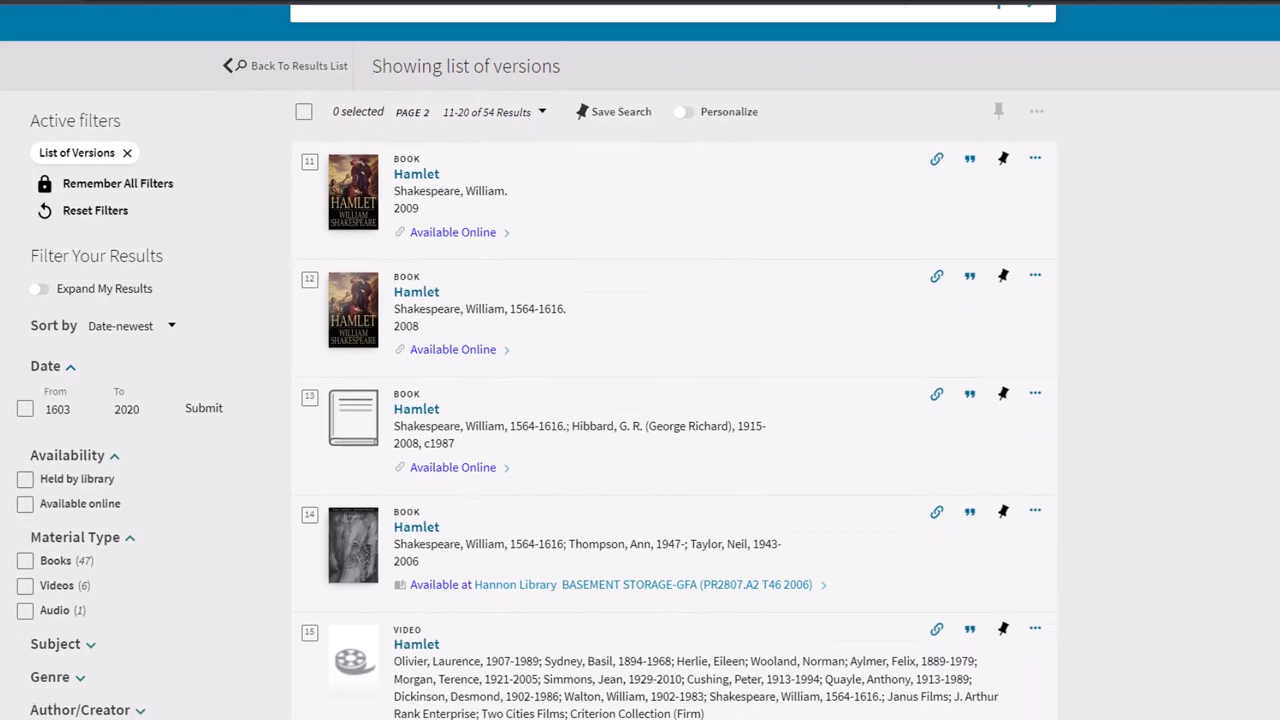 Back To Results List
Showing list of versions
Active filters
List of Versions
Remember All Filters
Reset Filters
Filter Your Results
Expand My Results
Sort by Date-newest
Date
From To
1603 2020 Submit
Availability
Held by library
Available online
Material Type
Books (47)
Videos (6)
Audio (1)
Subject
Genre
Author/Creator
0 selected PAGE 2 11-20 of 54 Results Save Search Personalize
11
BOOK
Hamlet
Shakespeare, William.
2009
Available Online
HAMLET
WILLIAM
SHAKESPEARE
12
BOOK
Hamlet
Shakespeare, William, 1564-1616.
2008
Available Online
HAMLET
WILLIAM
SHAKESPEARE
13
BOOK
Hamlet
Shakespeare, William, 1564-1616.; Hibbard, G. R. (George Richard), 1915-
2008, c1987
Available Online
14
BOOK
Hamlet
Shakespeare, William, 1564-1616; Thompson, Ann, 1947-; Taylor, Neil, 1943-
2006
Available at Hannon Library BASEMENT STORAGE-GFA (PR2807.A2 T46 2006)
15
VIDEO
Hamlet
Olivier, Laurence, 1907-1989; Sydney, Basil, 1894-1968; Herlie, Eileen; Wooland, Norman; Aylmer, Felix, 1889-1979;
Morgan, Terence, 1921-2005; Simmons, Jean, 1929-2010; Cushing, Peter, 1913-1994; Quayle, Anthony, 1913-1989;
Dickinson, Desmond, 1902-1986; Walton, William, 1902-1983; Shakespeare, William, 1564-1616.; Janus Films; J. Arthur
Rank Enterprise; Two Cities Films; Criterion Collection (Firm)